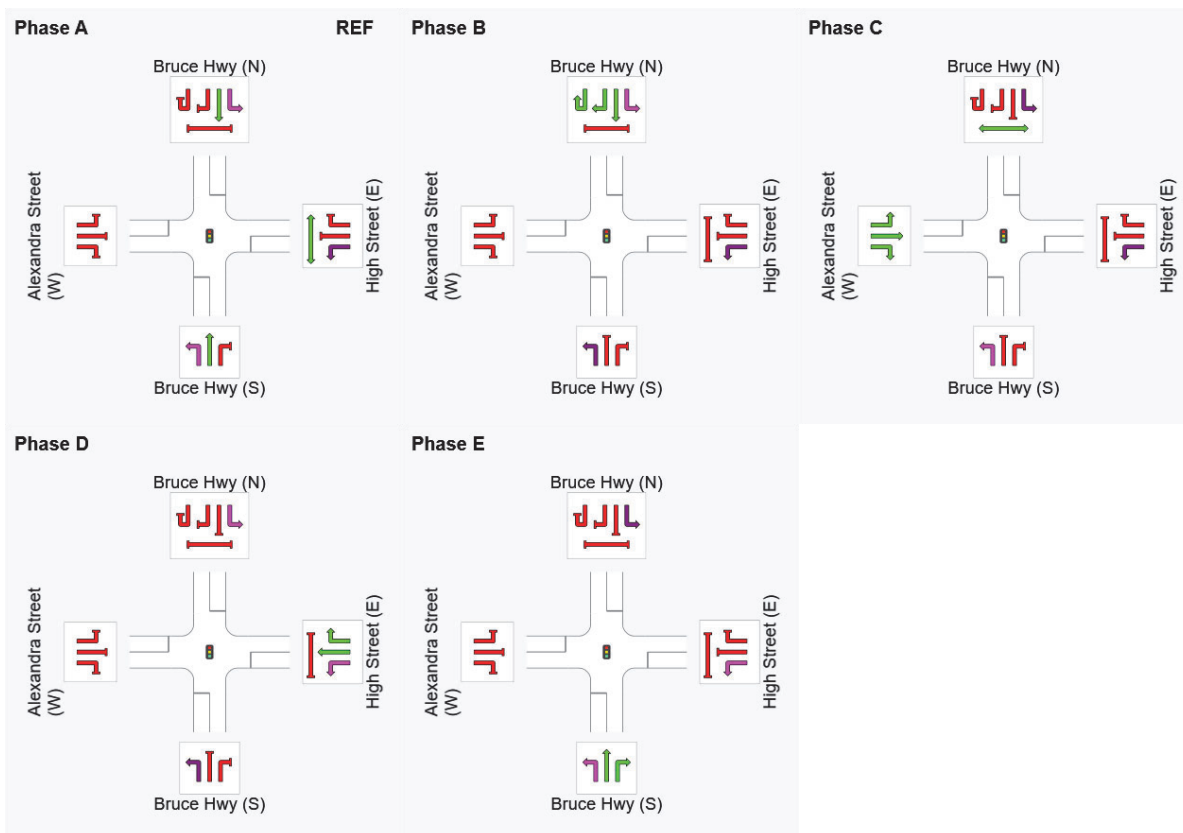 Phase A
REF
Bruce Hwy (N)
Alexandra Street
(W)
High Street (E)
Bruce Hwy (S)
Phase B
Bruce Hwy (N)
Alexandra Street
(W)
High Street (E)
Bruce Hwy (S)
Phase C
Bruce Hwy (N)
Alexandra Street
(W)
High Street (E)
Bruce Hwy (S)
Phase D
Bruce Hwy (N)
Alexandra Street
(W)
High Street (E)
Bruce Hwy (S)
Phase E
Bruce Hwy (N)
Alexandra Street
(W)
High Street (E)
Bruce Hwy (S)